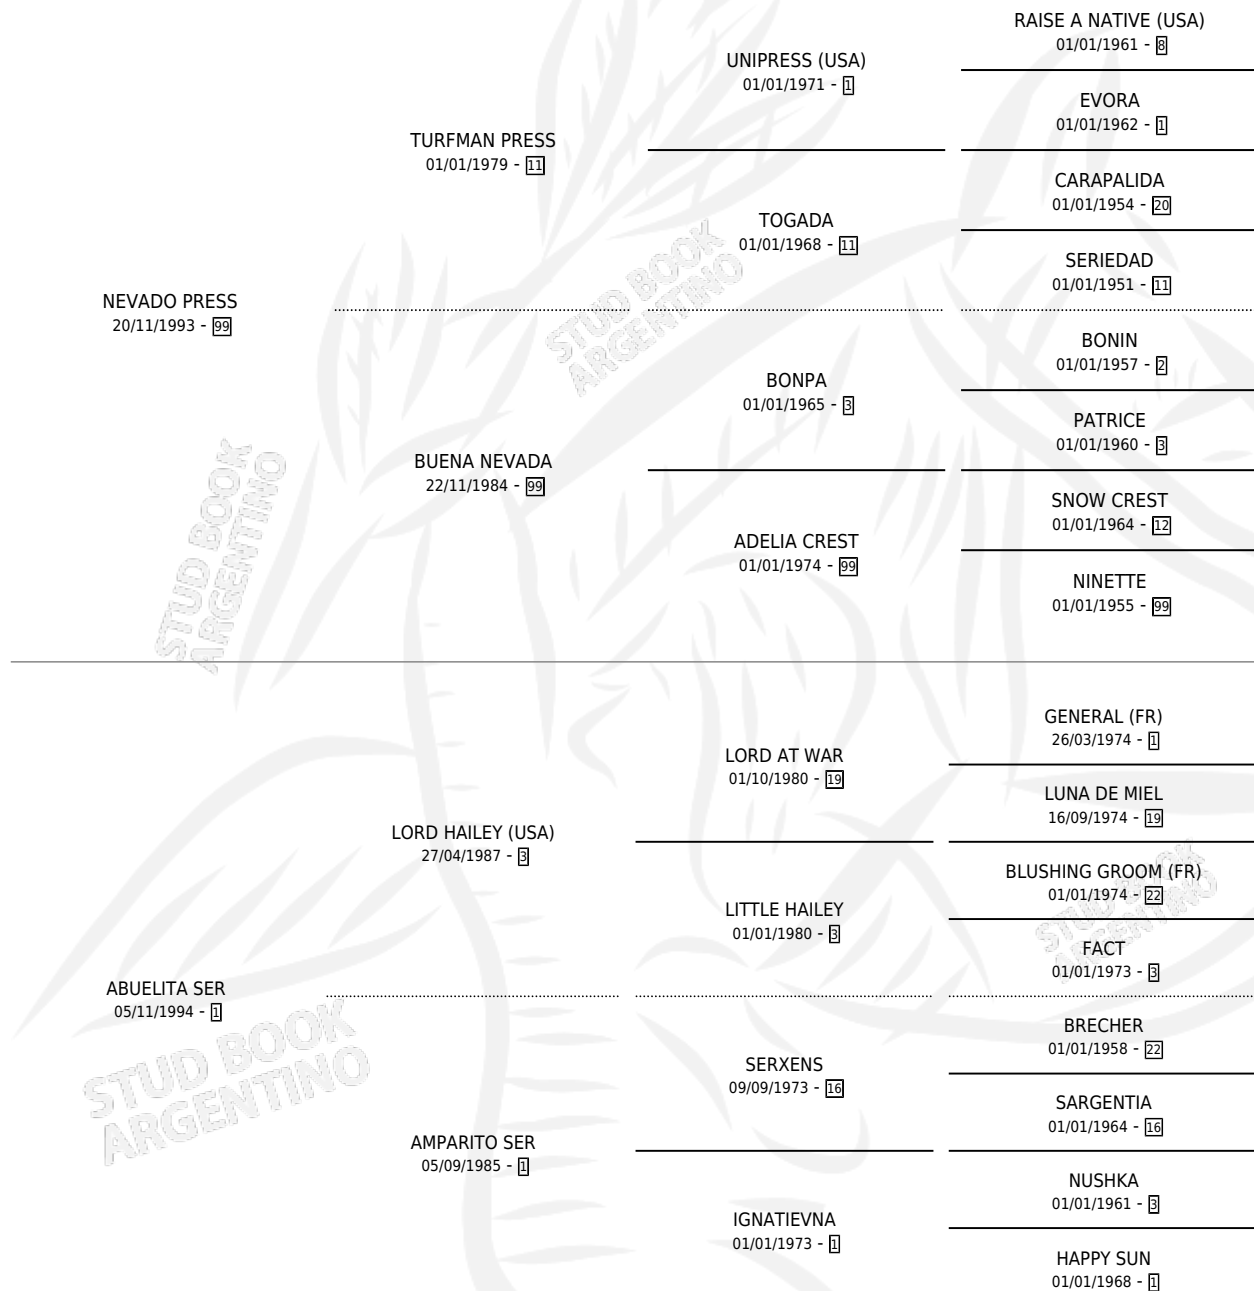 RAISE A NATIVE (USA)
01/01/1961 - 8
UNIPRESS (USA)
01/01/1971 - 1
EVORA
01/01/1962 - 1
TURFMAN PRESS
01/01/1979 - 11
CARAPALIDA
01/01/1954 - 20
TOGADA
01/01/1968 - 11
SERIEDAD
01/01/1951 - 11
NEVADO PRESS
20/11/1993 - 99
BONIN
01/01/1957 - 2
BONPA
01/01/1965 - 3
PATRICE
01/01/1960 - 3
BUENA NEVADA
22/11/1984 - 99
SNOW CREST
01/01/1964 - 12
ADELIA CREST
01/01/1974 - 99
NINETTE
01/01/1955 - 99
STUD BOOK
ARGENTINO
STUD BOOK
ARGENTINO
GENERAL (FR)
26/03/1974 - 1
LORD AT WAR
01/10/1980 - 19
LUNA DE MIEL
16/09/1974 - 19
LORD HAILEY (USA)
27/04/1987 - 3
BLUSHING GROOM (FR)
01/01/1974 - 22
LITTLE HAILEY
01/01/1980 - 3
FACT
01/01/1973 - 3
ABUELITA SER
05/11/1994 - 1
BRECHER
01/01/1958 - 22
SERXENS
09/09/1973 - 16
SARGENTIA
01/01/1964 - 16
AMPARITO SER
05/09/1985 - 1
NUSHKA
01/01/1961 - 3
IGNATIEVNA
01/01/1973 - 1
HAPPY SUN
01/01/1968 - 1
STUD BOOK
ARGENTINO
STUD BOOK
ARGENTINO